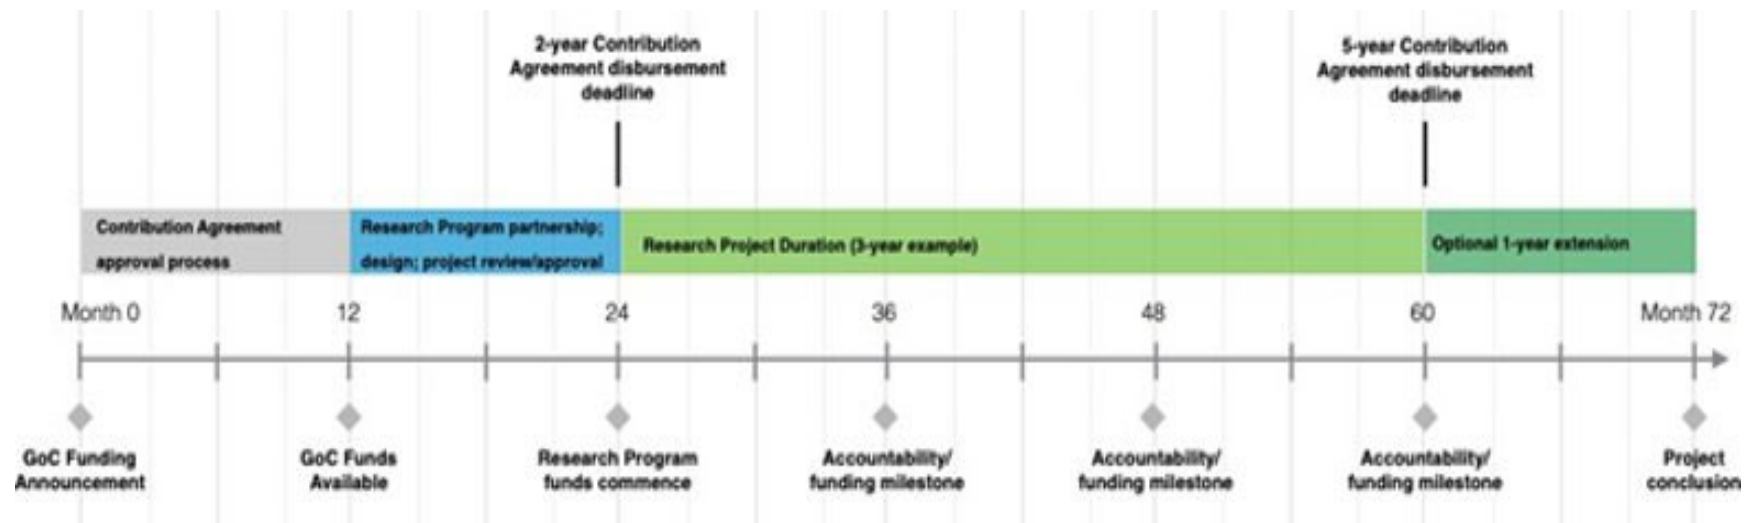 2-year Contribution
Agreement disbursement
deadline
5-year Contribution
Agreement disbursement
deadline
Contribution Agreement
approval process
Research Program partnership;
design; project review/approval
Research Project Duration (3-year example)
Optional 1-year extension
Month 0
12
24
36
48
60
Month 72
GoC Funding
Announcement
GoC Funds
Available
Research Program
funds commence
Accountability/
funding milestone
Accountability/
funding milestone
Accountability/
funding milestone
Project
conclusion